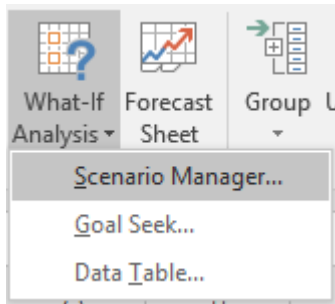 What-If Analysis
Forecast Sheet
Group
U
Scenario Manager...
Goal Seek...
Data Table...